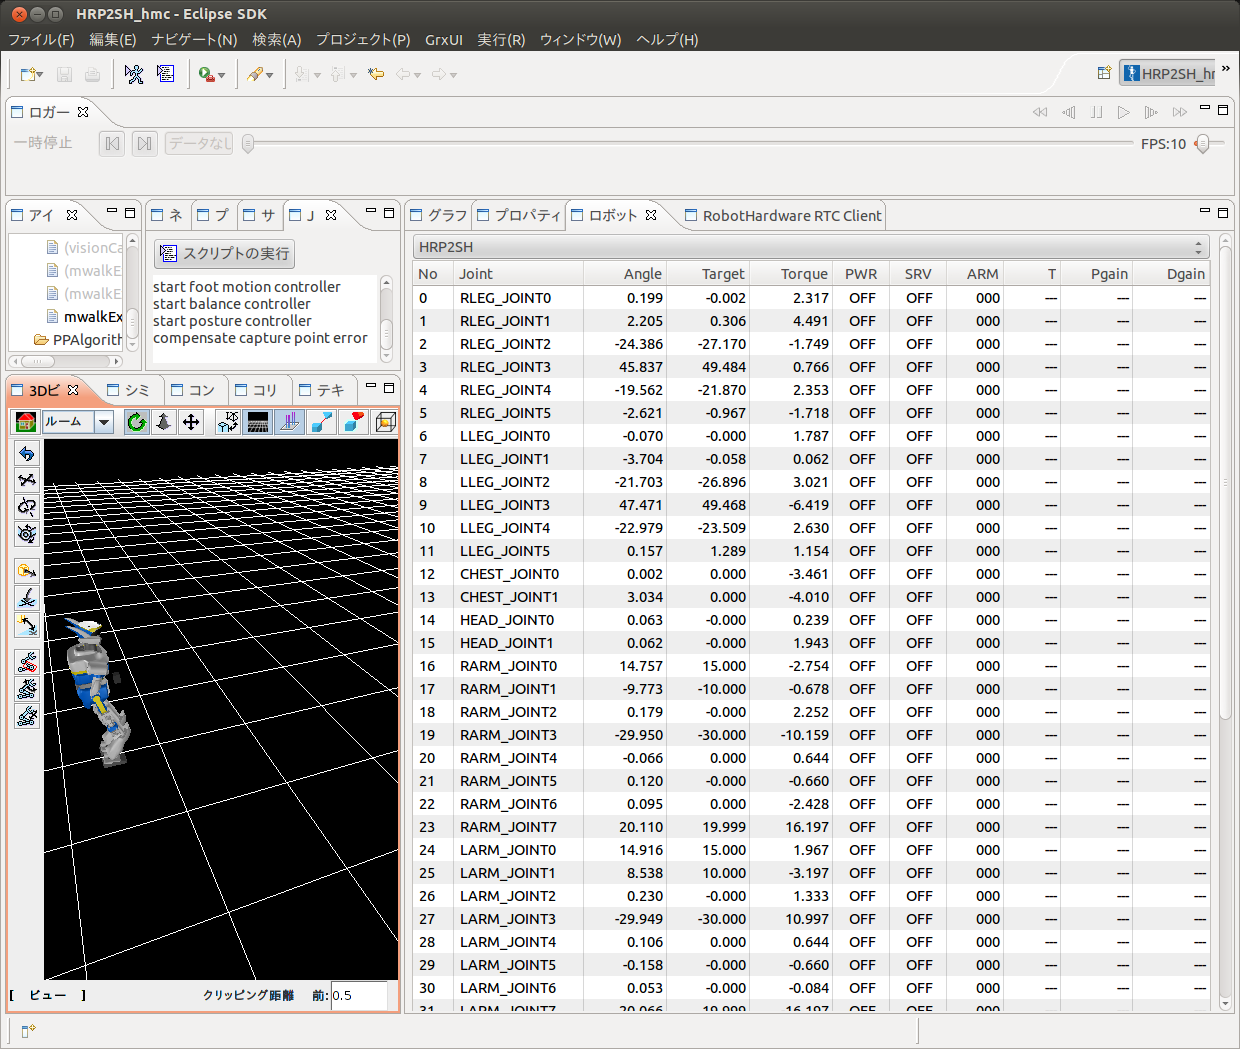 HRP2SH_hmc - Eclipse SDK
ファイル(F) 編集(E) ナビゲート(N) 検索(A) プロジェクト(P) GrxUI 実行(R) ウィンドウ(W) ヘルプ(H)
HRP2SH_hr
ロガー
一時停止 データなし FPS:10
アイ
(visionCa
(mwalkE
(mwalkE
mwalkEx
PPAlgorith
ネ プ サ J
スクリプトの実行
start foot motion controller
start balance controller
start posture controller
compensate capture point error
3Dビ シミ コン コリ テキ
ルーム
[ ビュー ] クリッピング距離 前: 0.5
グラフ プロパティ ロボット RobotHardware RTC Client
HRP2SH
No Joint Angle Target Torque PWR SRV ARM T Pgain Dgain
0 RLEG_JOINT0 0.199 -0.002 2.317 OFF OFF 000 --- --- ---
1 RLEG_JOINT1 2.205 0.306 4.491 OFF OFF 000 --- --- ---
2 RLEG_JOINT2 -24.386 -27.170 -1.749 OFF OFF 000 --- --- ---
3 RLEG_JOINT3 45.837 49.484 0.766 OFF OFF 000 --- --- ---
4 RLEG_JOINT4 -19.562 -21.870 2.353 OFF OFF 000 --- --- ---
5 RLEG_JOINT5 -2.621 -0.967 -1.718 OFF OFF 000 --- --- ---
6 LLEG_JOINT0 -0.070 -0.000 1.787 OFF OFF 000 --- --- ---
7 LLEG_JOINT1 -3.704 -0.058 0.062 OFF OFF 000 --- --- ---
8 LLEG_JOINT2 -21.703 -26.896 3.021 OFF OFF 000 --- --- ---
9 LLEG_JOINT3 47.471 49.468 -6.419 OFF OFF 000 --- --- ---
10 LLEG_JOINT4 -22.979 -23.509 2.630 OFF OFF 000 --- --- ---
11 LLEG_JOINT5 0.157 1.289 1.154 OFF OFF 000 --- --- ---
12 CHEST_JOINT0 0.002 0.000 -3.461 OFF OFF 000 --- --- ---
13 CHEST_JOINT1 3.034 0.000 -4.010 OFF OFF 000 --- --- ---
14 HEAD_JOINT0 0.063 -0.000 0.239 OFF OFF 000 --- --- ---
15 HEAD_JOINT1 0.062 -0.000 1.943 OFF OFF 000 --- --- ---
16 RARM_JOINT0 14.757 15.000 -2.754 OFF OFF 000 --- --- ---
17 RARM_JOINT1 -9.773 -10.000 -0.678 OFF OFF 000 --- --- ---
18 RARM_JOINT2 0.179 -0.000 2.252 OFF OFF 000 --- --- ---
19 RARM_JOINT3 -29.950 -30.000 -10.159 OFF OFF 000 --- --- ---
20 RARM_JOINT4 -0.066 0.000 0.644 OFF OFF 000 --- --- ---
21 RARM_JOINT5 0.120 -0.000 -0.660 OFF OFF 000 --- --- ---
22 RARM_JOINT6 0.095 0.000 -2.428 OFF OFF 000 --- --- ---
23 RARM_JOINT7 20.110 19.999 16.197 OFF OFF 000 --- --- ---
24 LARM_JOINT0 14.916 15.000 1.967 OFF OFF 000 --- --- ---
25 LARM_JOINT1 8.538 10.000 -3.197 OFF OFF 000 --- --- ---
26 LARM_JOINT2 0.230 -0.000 1.333 OFF OFF 000 --- --- ---
27 LARM_JOINT3 -29.949 -30.000 10.997 OFF OFF 000 --- --- ---
28 LARM_JOINT4 0.106 0.000 0.644 OFF OFF 000 --- --- ---
29 LARM_JOINT5 -0.158 -0.000 -0.660 OFF OFF 000 --- --- ---
30 LARM_JOINT6 0.053 -0.000 -0.084 OFF OFF 000 --- --- ---
31 LARM_JOINT7 20.066 19.999 16.197 OFF OFF 000 --- --- ---